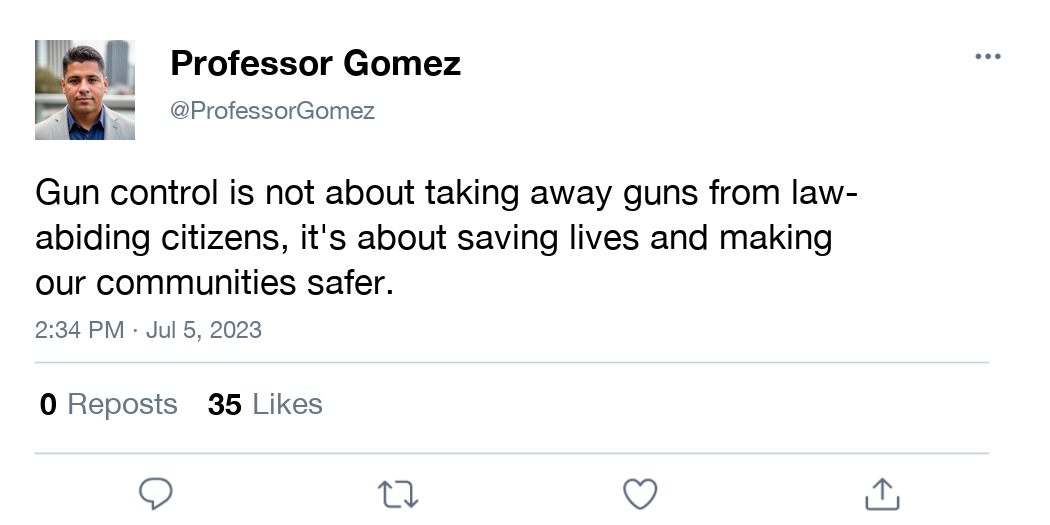 Professor Gomez
@ProfessorGomez
Gun control is not about taking away guns from law-
abiding citizens, it's about saving lives and making
our communities safer.
2:34 PM · Jul 5, 2023
0 Reposts 35 Likes